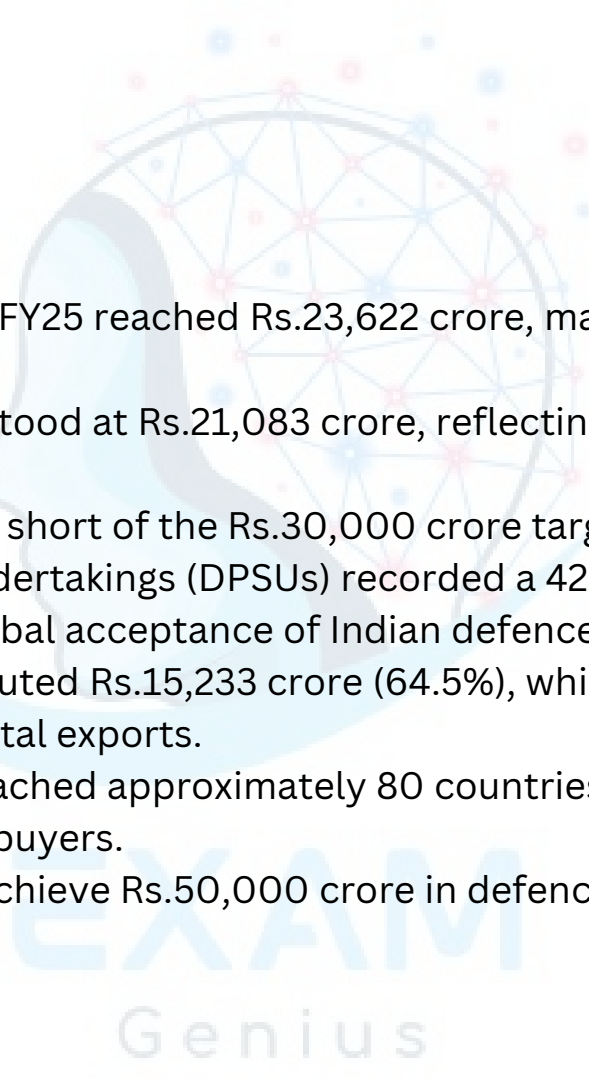 FY25 reached Rs.23,622 crore, ma
tood at Rs.21,083 crore, reflectin
short of the Rs.30,000 crore targ
dertakings (DPSUs) recorded a 42
bal acceptance of Indian defence
uted Rs.15,233 crore (64.5%), whi
tal exports.
ached approximately 80 countries
buyers.
chieve Rs.50,000 crore in defenc
EXAM
Genius